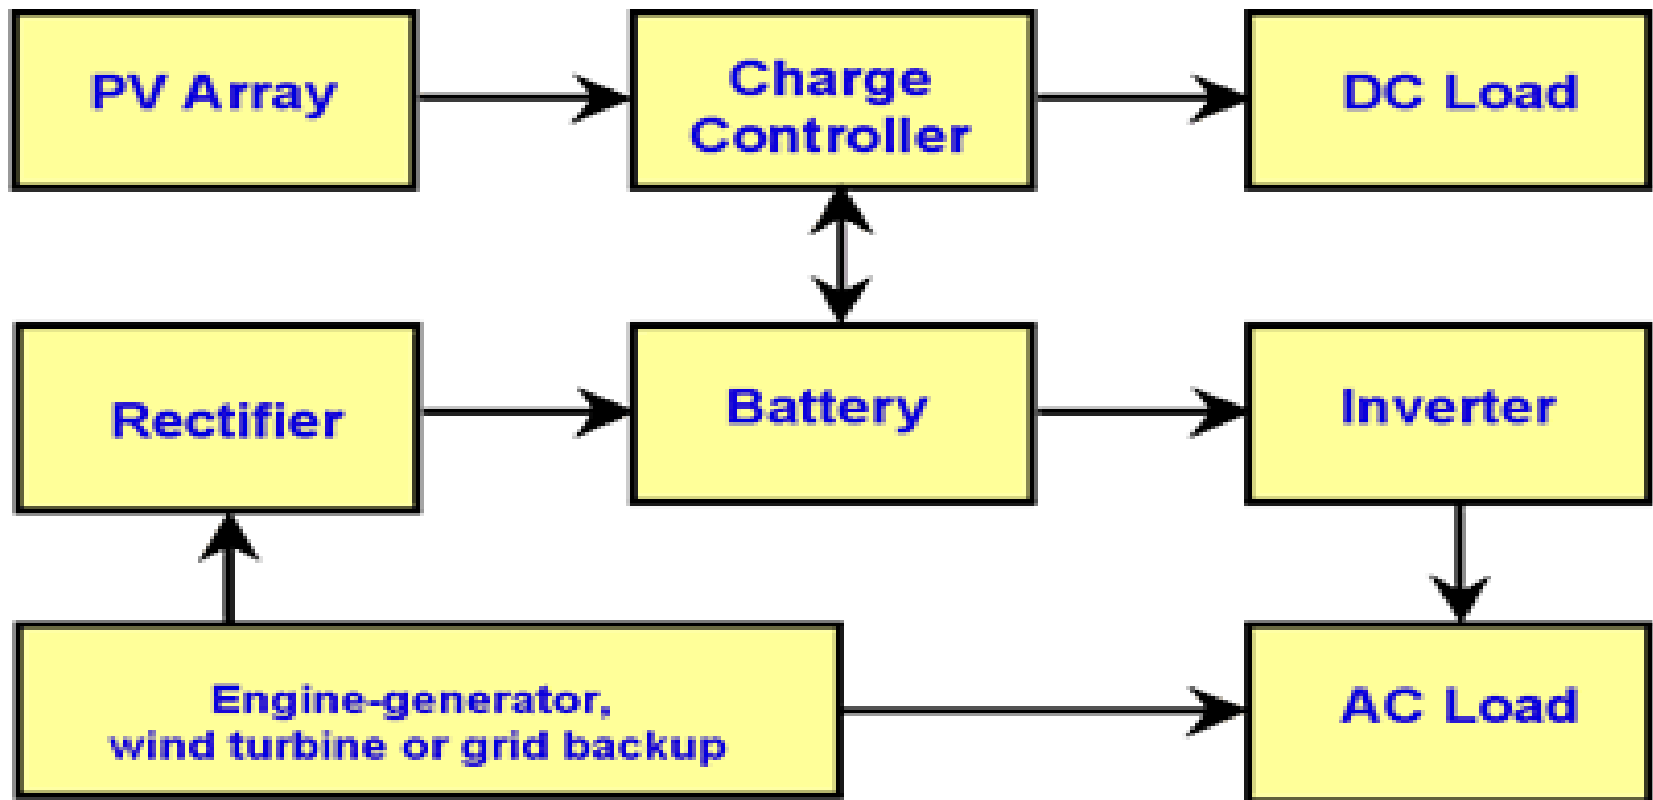 PV Array
Charge
Controller
DC Load
Rectifier
Battery
Inverter
Engine-generator,
wind turbine or grid backup
AC Load